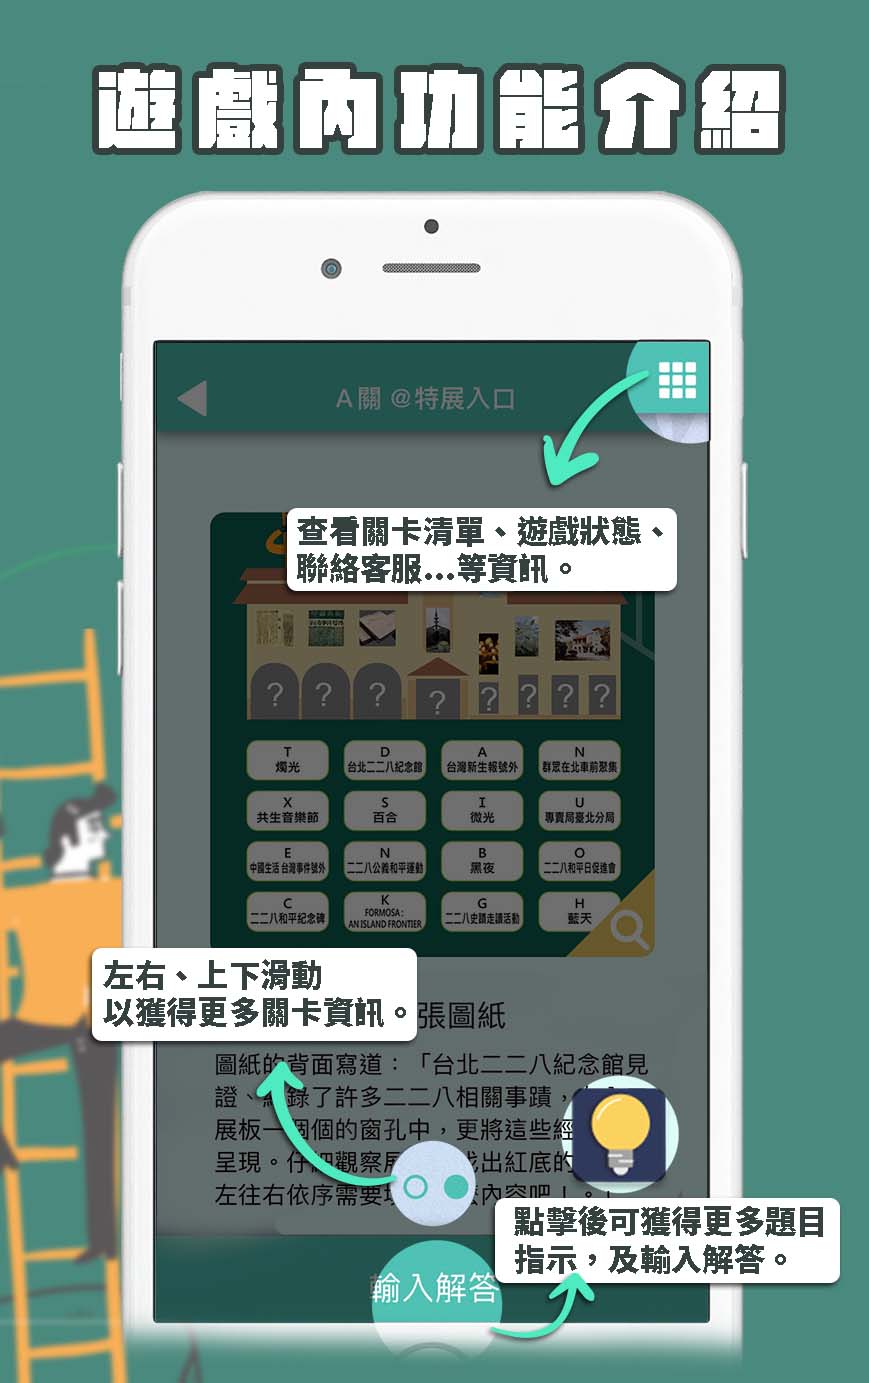 遊戲內功能介紹
A關 @特展入口
查看關卡清單、遊戲狀態、
聯絡客服...等資訊。
? ? ? ? ? ? ? ?
T
燭光
D
台北二二八紀念館
A
台灣新生報號外
N
群眾在北車前聚集
X
共生音樂節
S
百合
I
微光
U
專賣局臺北分局
E
中國生活 台灣事件號外
N
二二八公義和平運動
B
黑夜
O
二二八和平日促進會
C
二二八和平紀念碑
K
FORMOSA:
AN ISLAND FRONTIER
G
二二八史蹟走讀活動
H
藍天
左右、上下滑動
以獲得更多關卡資訊。
張圖紙
圖紙的背面寫道：「台北二二八紀念館見
證、 錄了許多二二八相關事蹟，
展板一個個的窗孔中，更將這些經
呈現。仔細觀察 找出紅底的
左往右依序需要 內容吧！。」
點擊後可獲得更多題目
指示，及輸入解答。
輸入解答